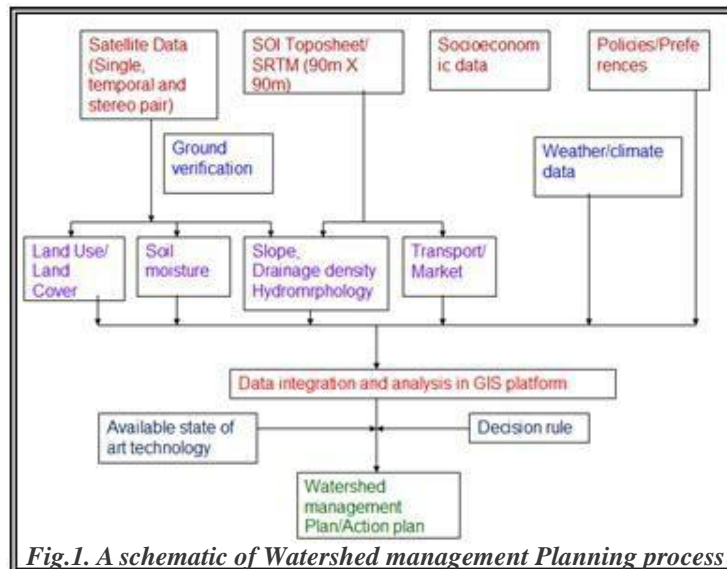 Satellite Data
(Single,
temporal and
stereo pair)
SOI Toposheet/
SRTM (90m X
90m)
Socioeconom
ic data
Policies/Prefe
rences
Ground
verification
Weather/climate
data
Land Use/
Land
Cover
Soil
moisture
Slope,
Drainage density
Hydromrphology
Transport/
Market
Data integration and analysis in GIS platform
Available state of
art technology
Decision rule
Watershed
management
Plan/Action plan
Fig.1. A schematic of Watershed management Planning process